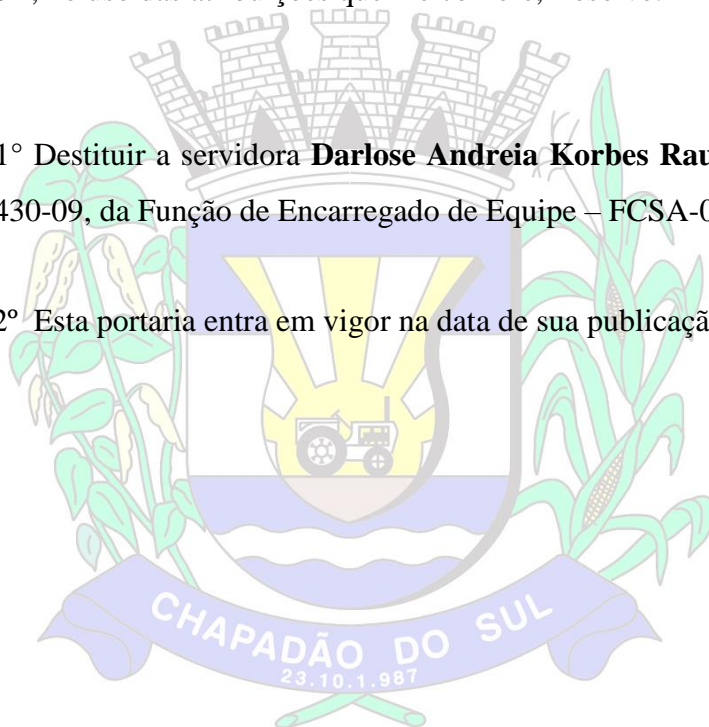 1° Destituir a servidora Darlose Andreia Korbes Rau
430-09, da Função de Encarregado de Equipe – FCSA-0
2º Esta portaria entra em vigor na data de sua publicaçã
CHAPADÃO DO SUL
23.10.1.987